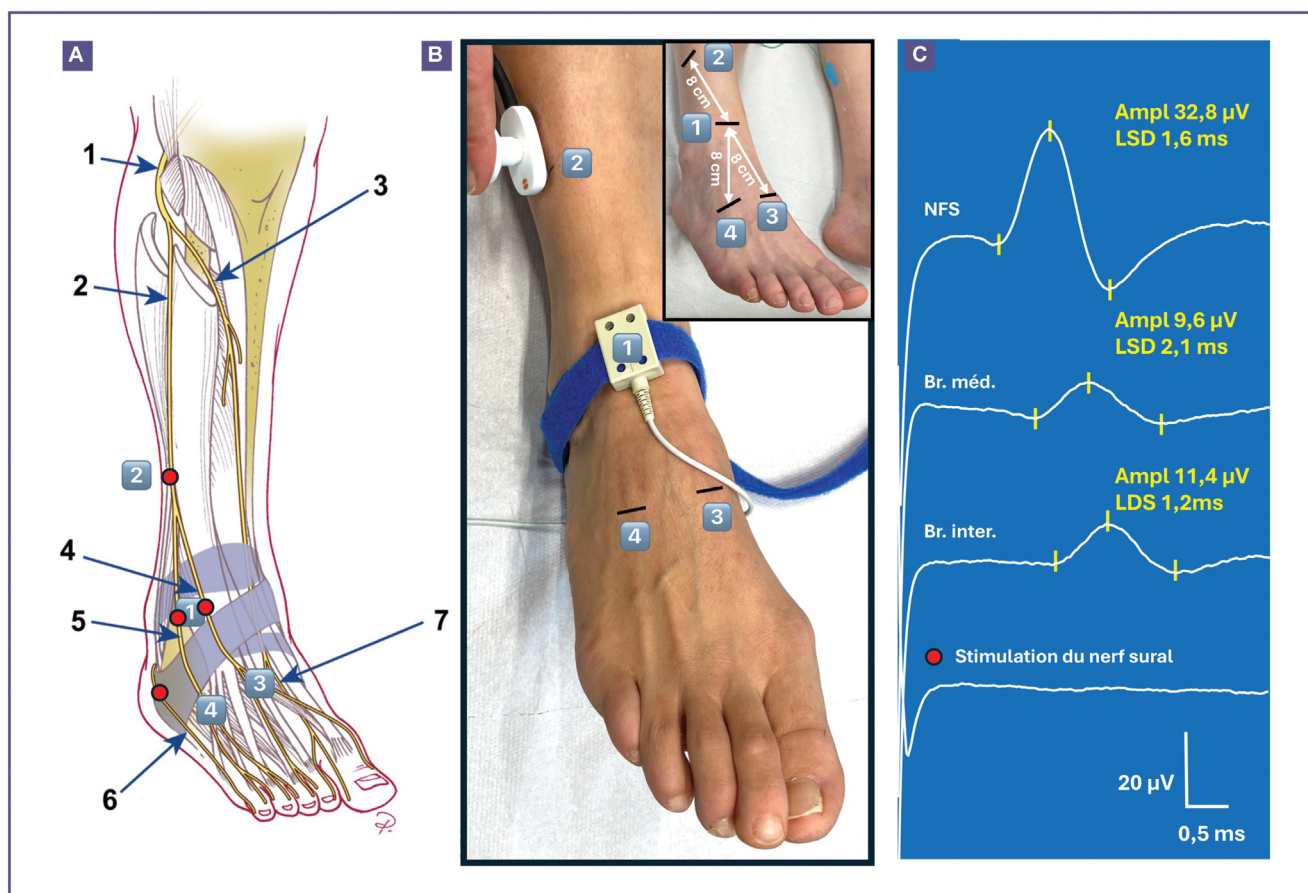 A
1
3
2
2
4
1
5
7
3
4
6
B
2
1
3
4
2
8 cm
1
8 cm
8 cm
3
4
C
Ampl 32,8 µV
LSD 1,6 ms
NFS
Ampl 9,6 µV
LSD 2,1 ms
Br. méd.
Ampl 11,4 µV
LDS 1,2ms
Br. inter.
Stimulation du nerf sural
20 µV
0,5 ms